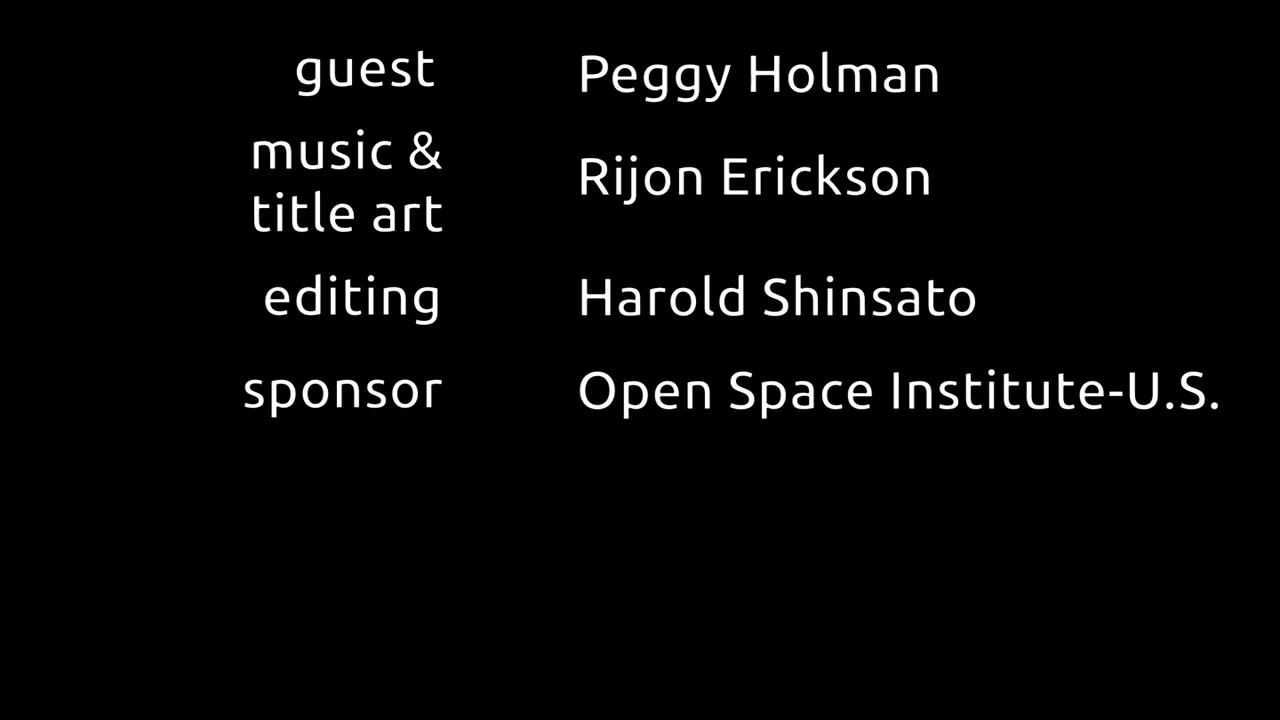 guest Peggy Holman
music &
title art Rijon Erickson
editing Harold Shinsato
sponsor Open Space Institute-U.S.